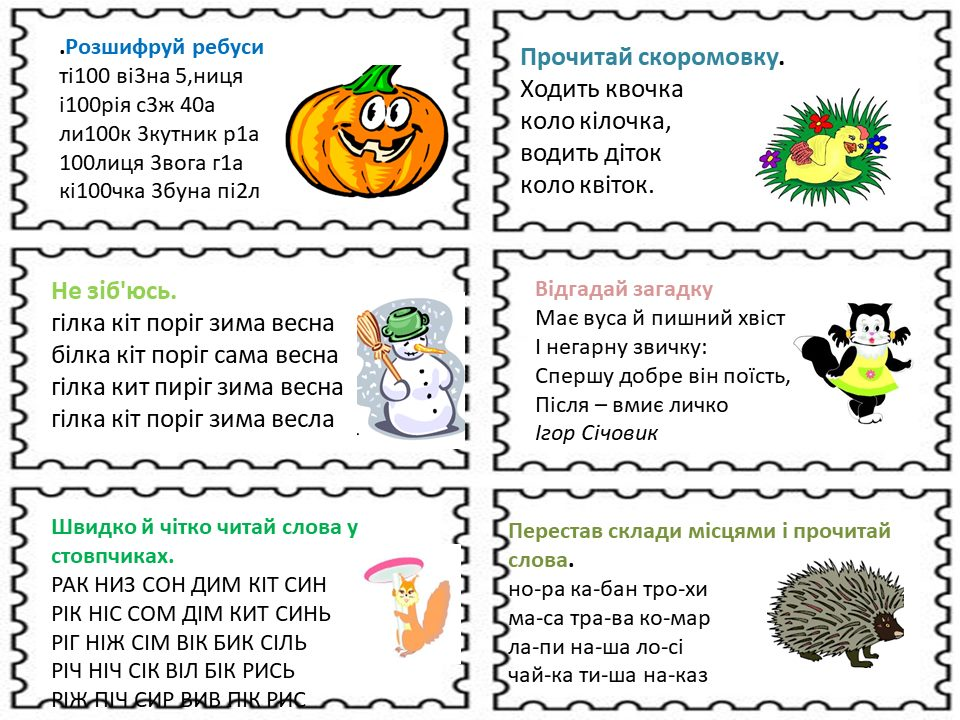 .Розшифруй ребуси
ті100 ві3на 5,ниця
і100рія с3ж 40а
ли100к 3кутник р1а
100лиця 3вога г1а
кі100чка 3буна пі2л
Прочитай скоромовку.
Ходить квочка
коло кілочка,
водить діток
коло квіток.
Не зіб'юсь.
гілка кіт поріг зима весна
білка кіт поріг сама весна
гілка кит пиріг зима весна
гілка кіт поріг зима весла
.
Відгадай загадку
Має вуса й пишний хвіст
І негарну звичку:
Спершу добре він поїсть,
Після – вмиє личко
Ігор Січовик
Швидко й чітко читай слова у
стовпчиках.
РАК НИЗ СОН ДИМ КІТ СИН
РІК НІС СОМ ДІМ КИТ СИНЬ
РІГ НІЖ СІМ ВІК БИК СІЛЬ
РІЧ НІЧ СІК ВІЛ БІК РИСЬ
РІЖ ПІЧ СИР ВИВ ПІК РИС
Перестав склади місцями і прочитай
слова.
но-ра ка-бан тро-хи
ма-са тра-ва ко-мар
ла-пи на-ша ло-сі
чай-ка ти-ша на-каз